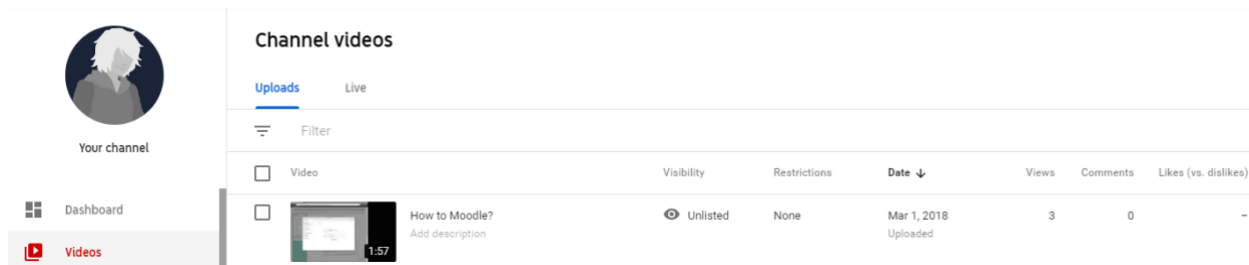 Channel videos
Uploads Live
Your channel
Filter
Video Visibility Restrictions Date Views Comments Likes (vs. dislikes)
Dashboard
How to Moodle? Unlisted None Mar 1, 2018 3 0 –
Add description Uploaded
1:57
Videos